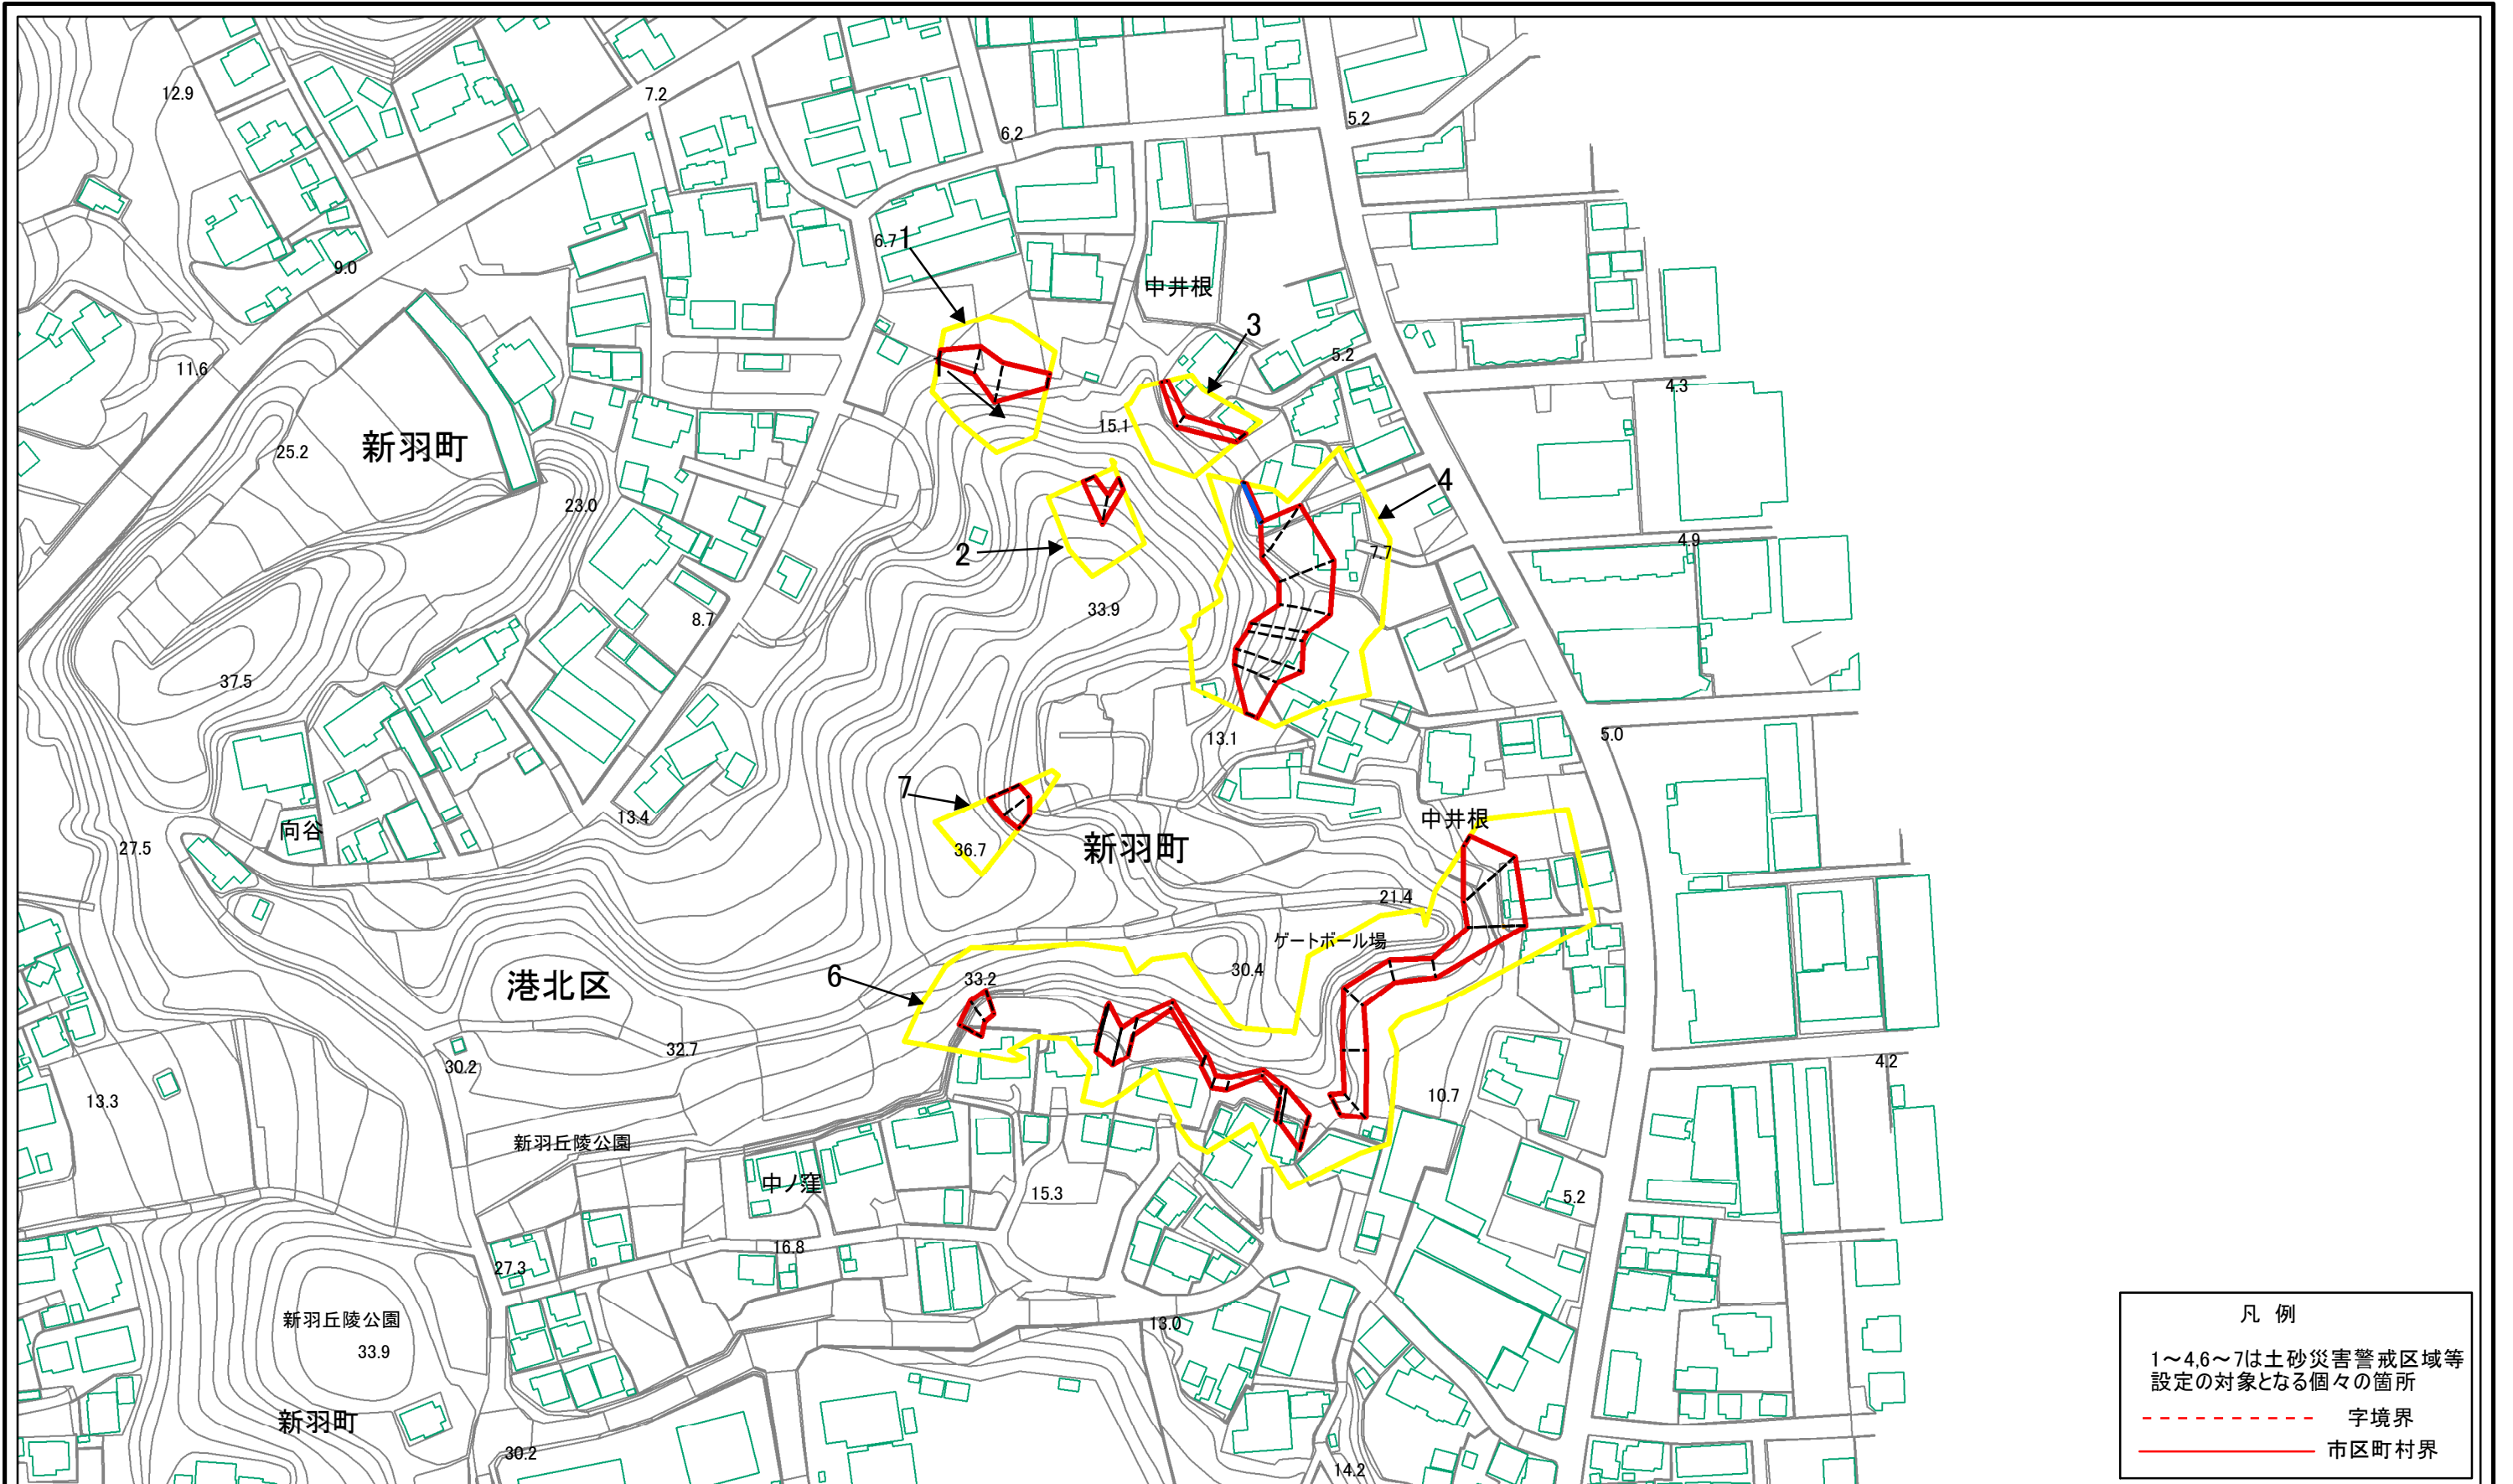 12.9
7.2
6.2
5.2
6.7
1
9.0
中井根
3
5.2
11.6
4.3
新羽町
15.1
25.2
4
23.0
2
7.7
4.9
33.9
8.7
37.5
13.1
5.0
7
13.4
向谷
中井根
27.5
36.7
新羽町
21.4
ゲートボール場
6
33.2
30.4
港北区
32.7
30.2
4.2
13.3
10.7
新羽丘陵公園
中ノ窪
15.3
5.2
16.8
27.3
新羽丘陵公園
33.9
13.0
新羽町
30.2
14.2
凡 例
1～4,6～7は土砂災害警戒区域等
設定の対象となる個々の箇所
字境界
市区町村界